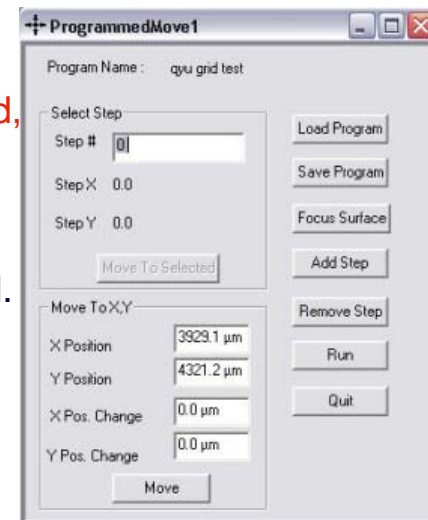 ProgrammedMove1
Program Name : qyu grid test
d,
Select Step
Step # 0
Step X 0.0
Step Y 0.0
Move To Selected
l.
Move To X,Y
X Position 3929.1 µm
Y Position 4321.2 µm
X Pos. Change 0.0 µm
Y Pos. Change 0.0 µm
Move
Load Program
Save Program
Focus Surface
Add Step
Remove Step
Run
Quit